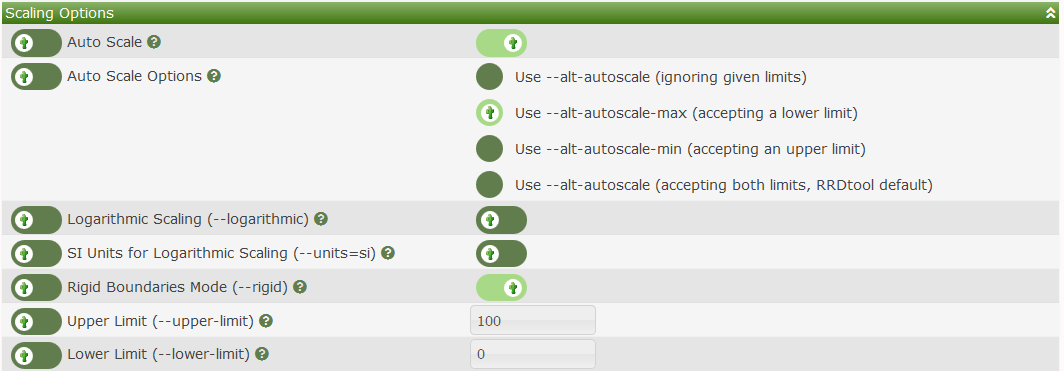 Scaling Options
Auto Scale
Auto Scale Options
Use --alt-autoscale (ignoring given limits)
Use --alt-autoscale-max (accepting a lower limit)
Use --alt-autoscale-min (accepting an upper limit)
Use --alt-autoscale (accepting both limits, RRDtool default)
Logarithmic Scaling (--logarithmic)
SI Units for Logarithmic Scaling (--units=si)
Rigid Boundaries Mode (--rigid)
Upper Limit (--upper-limit) 100
Lower Limit (--lower-limit) 0